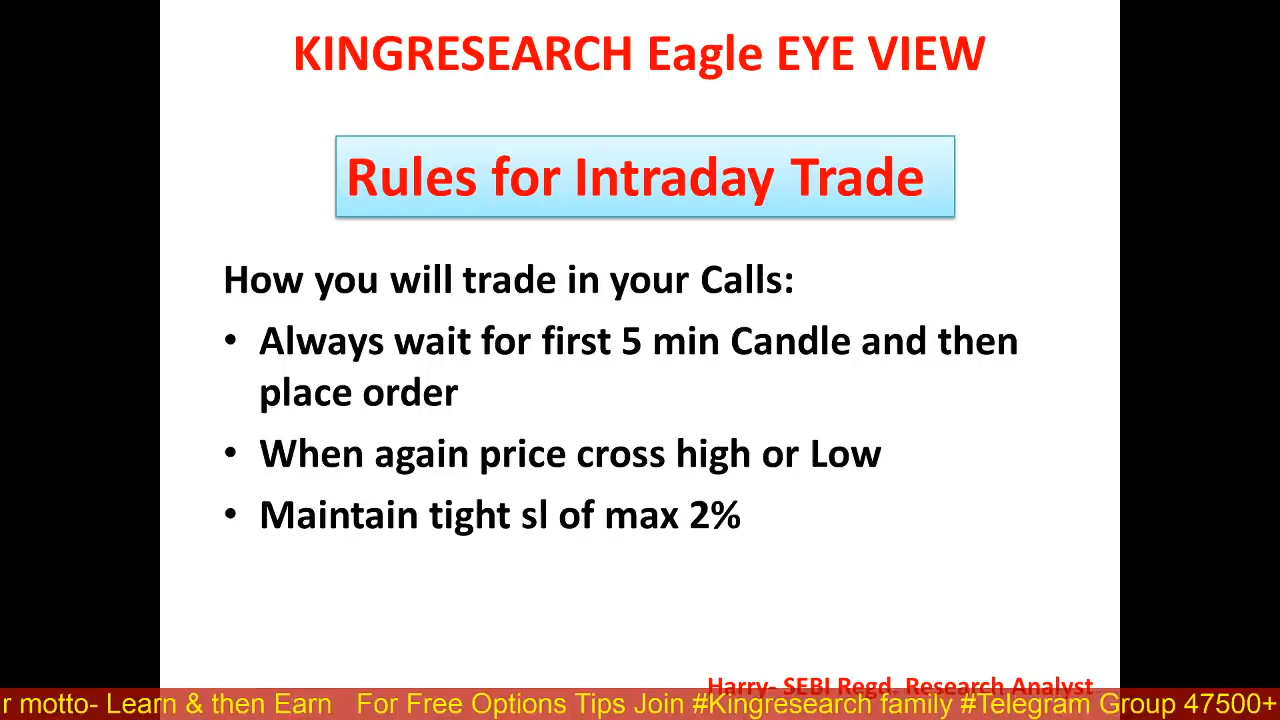 KINGRESEARCH Eagle EYE VIEW
Rules for Intraday Trade
How you will trade in your Calls:
• Always wait for first 5 min Candle and then
place order
• When again price cross high or Low
• Maintain tight sl of max 2%
Harry- SEBI Regd. Research Analyst
r motto- Learn & then Earn For Free Options Tips Join #Kingresearch family #Telegram Group 47500+